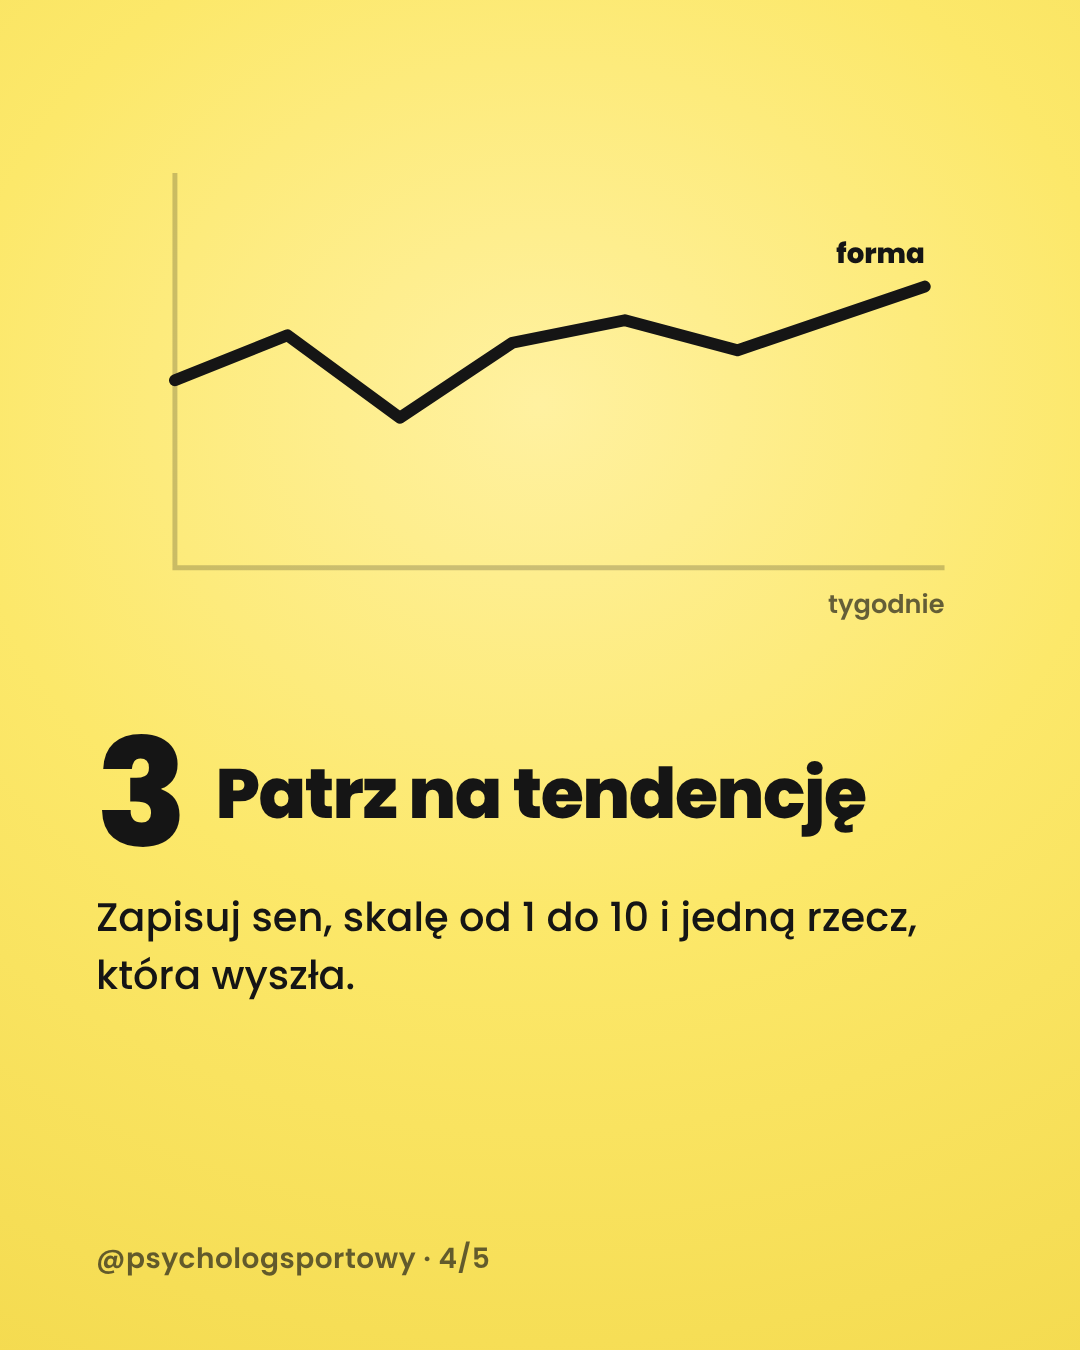 forma
tygodnie
3 Patrz na tendencję
Zapisuj sen, skalę od 1 do 10 i jedną rzecz,
która wyszła.
@psychologsportowy · 4/5